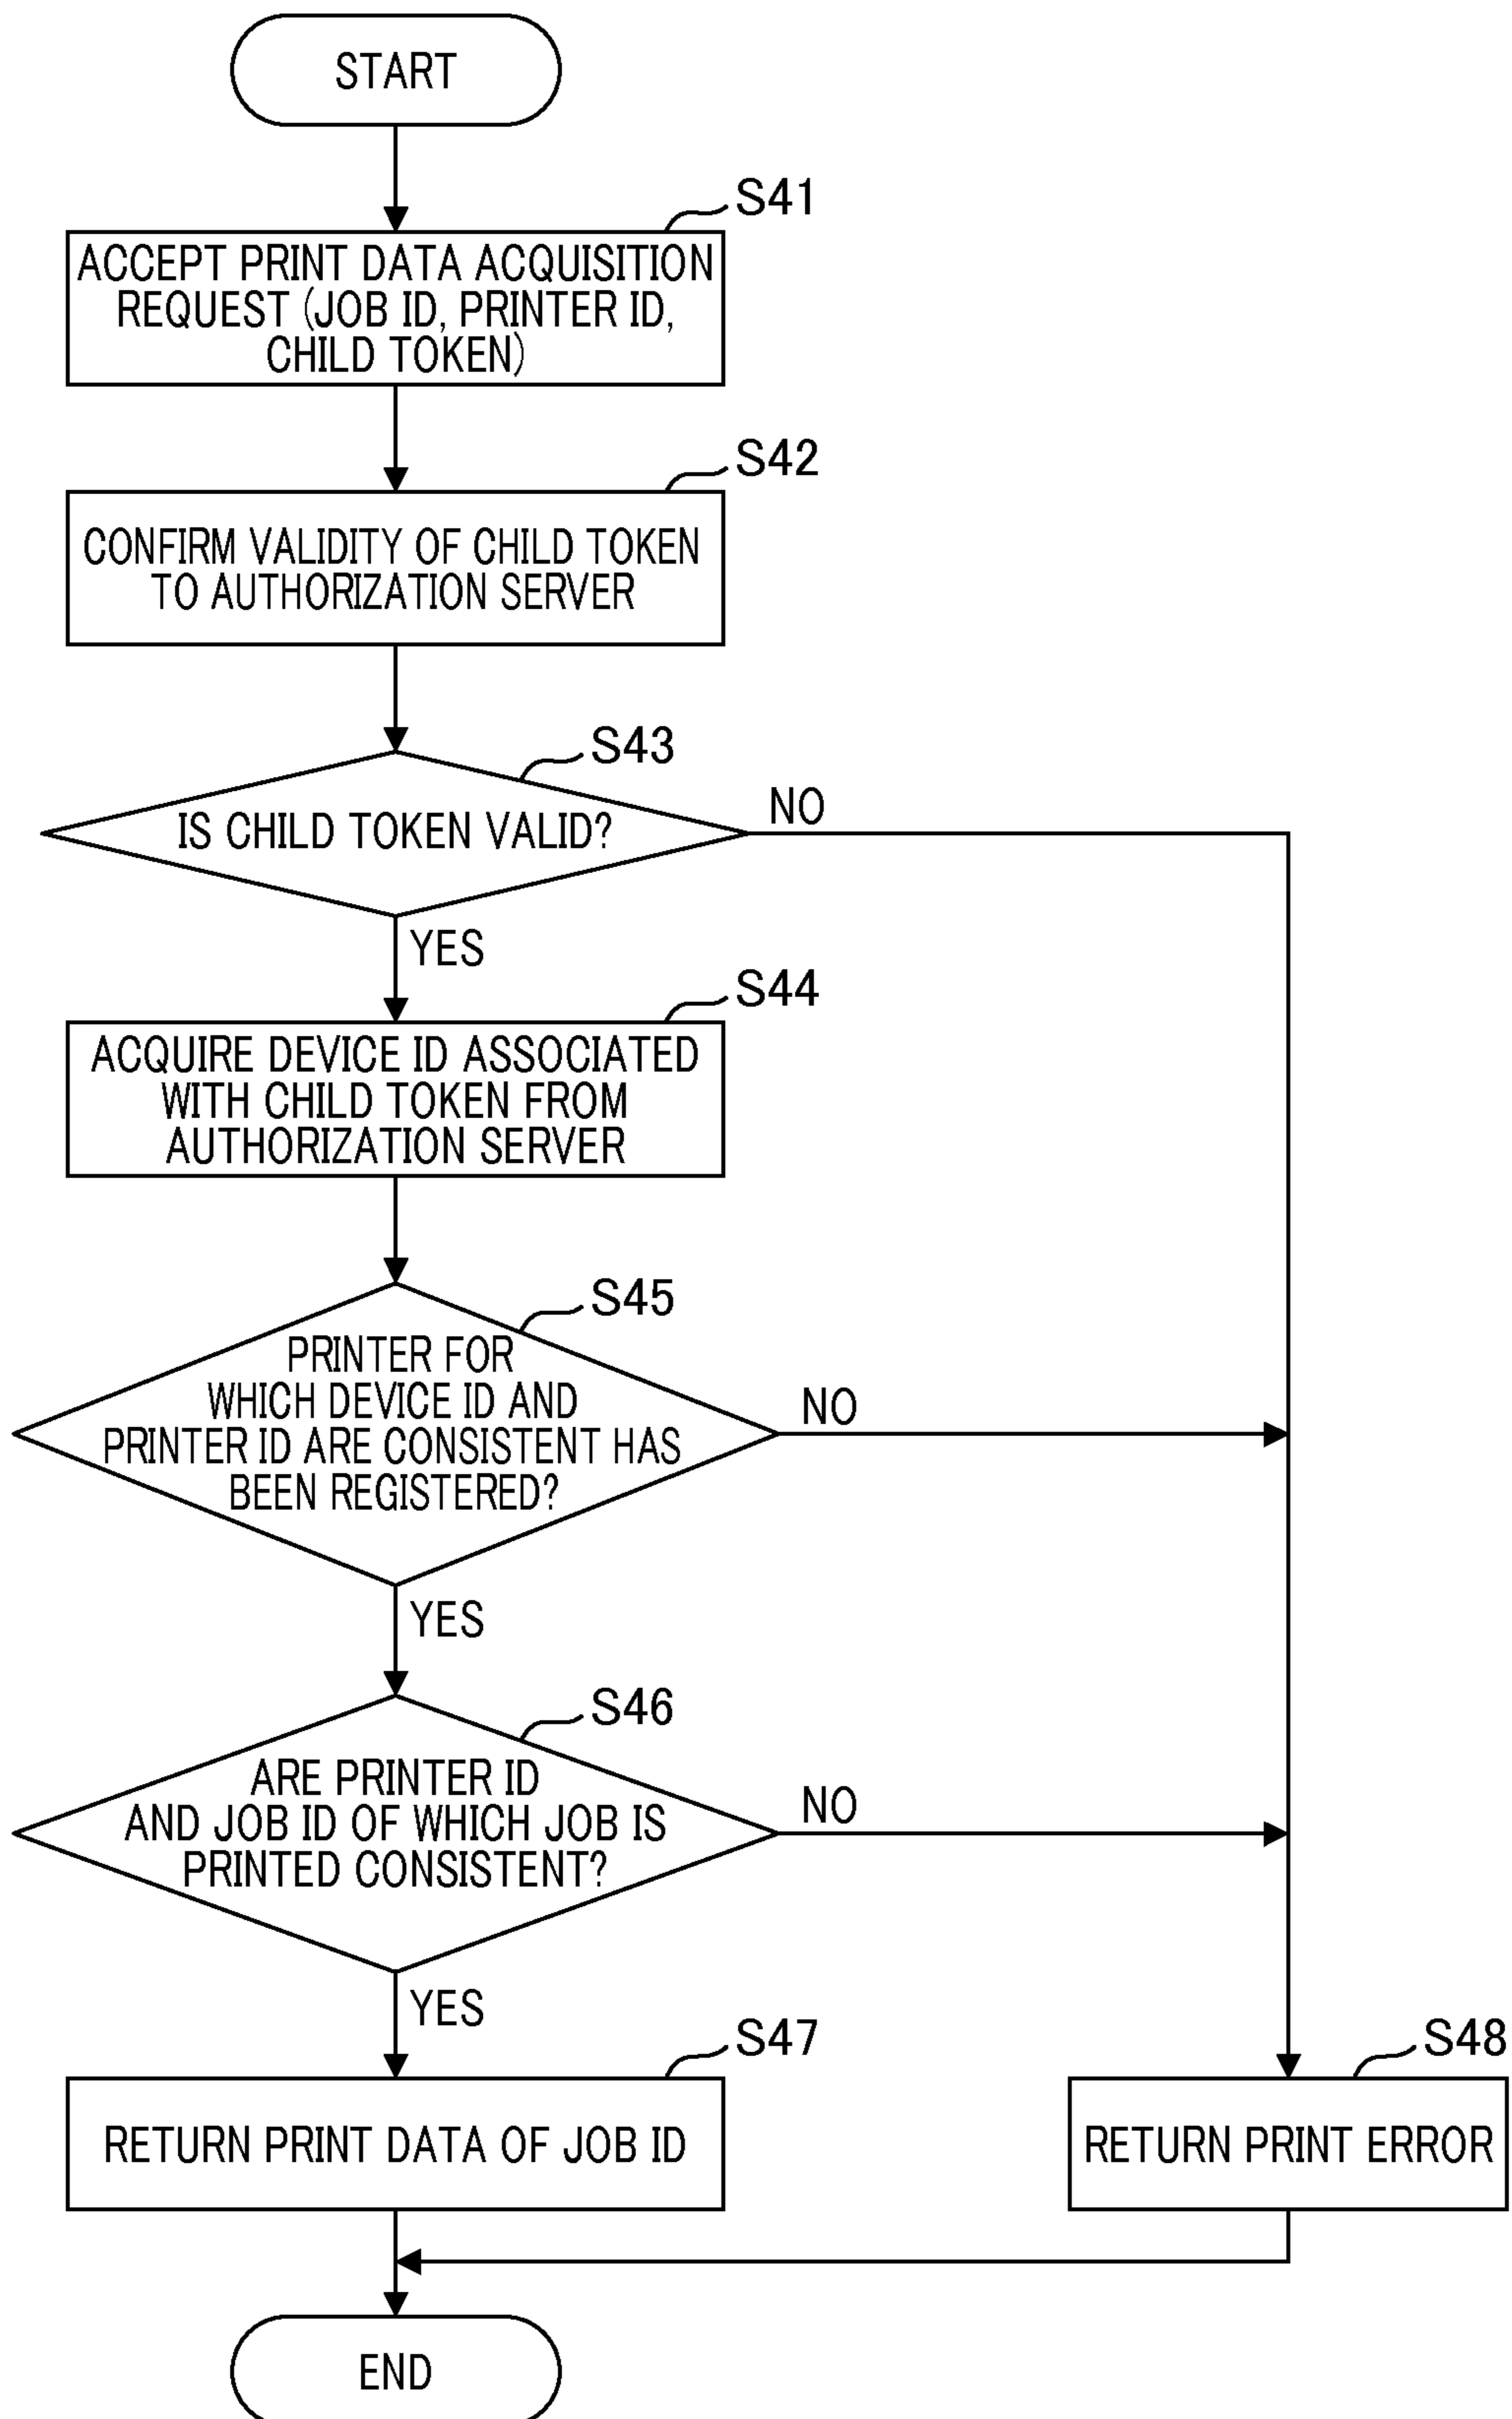 START
S41
ACCEPT PRINT DATA ACQUISITION
REQUEST (JOB ID, PRINTER ID,
CHILD TOKEN)
S42
CONFIRM VALIDITY OF CHILD TOKEN
TO AUTHORIZATION SERVER
S43
IS CHILD TOKEN VALID?
NO
YES
S44
ACQUIRE DEVICE ID ASSOCIATED
WITH CHILD TOKEN FROM
AUTHORIZATION SERVER
S45
PRINTER FOR
WHICH DEVICE ID AND
PRINTER ID ARE CONSISTENT HAS
BEEN REGISTERED?
NO
YES
S46
ARE PRINTER ID
AND JOB ID OF WHICH JOB IS
PRINTED CONSISTENT?
NO
YES
S47
RETURN PRINT DATA OF JOB ID
S48
RETURN PRINT ERROR
END